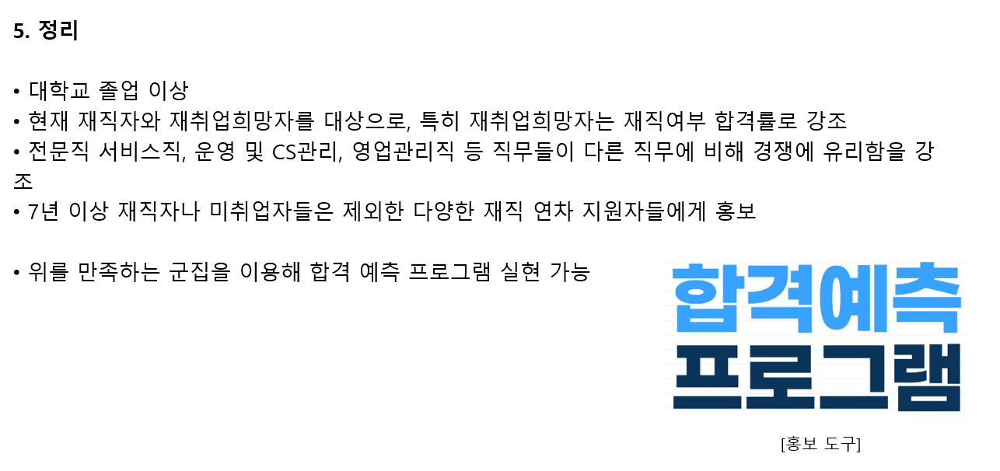 5. 정리
• 대학교 졸업 이상
• 현재 재직자와 재취업희망자를 대상으로, 특히 재취업희망자는 재직여부 합격률로 강조
• 전문직 서비스직, 운영 및 CS관리, 영업관리직 등 직무들이 다른 직무에 비해 경쟁에 유리함을 강
조
• 7년 이상 재직자나 미취업자들은 제외한 다양한 재직 연차 지원자들에게 홍보
• 위를 만족하는 군집을 이용해 합격 예측 프로그램 실현 가능
합격예측
프로그램
[홍보 도구]